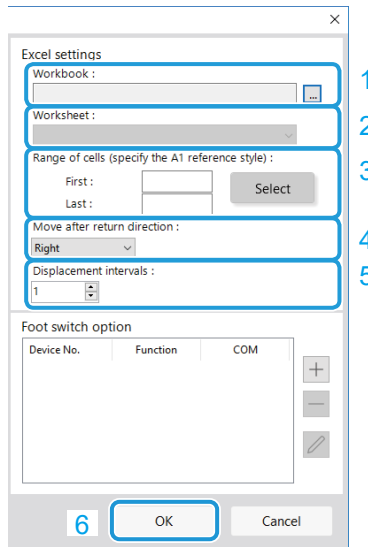 ×
Excel settings
Workbook :
... 1
Worksheet : 2
Range of cells (specify the A1 reference style) : 3
First :
Select
Last :
Move after return direction : 4
Right
Displacement intervals : 5
1
Foot switch option
Device No. Function COM
+
−
6 OK Cancel